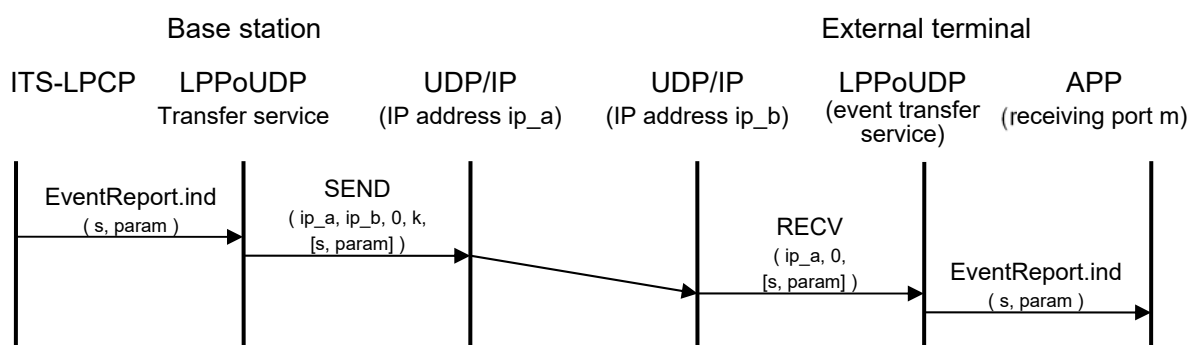 Base station
External terminal
ITS-LPCP
LPPoUDP
Transfer service
UDP/IP
(IP address ip_a)
UDP/IP
(IP address ip_b)
LPPoUDP
(event transfer
service)
APP
(receiving port m)
EventReport.ind
( s, param )
SEND
( ip_a, ip_b, 0, k,
[s, param] )
RECV
( ip_a, 0,
[s, param] )
EventReport.ind
( s, param )